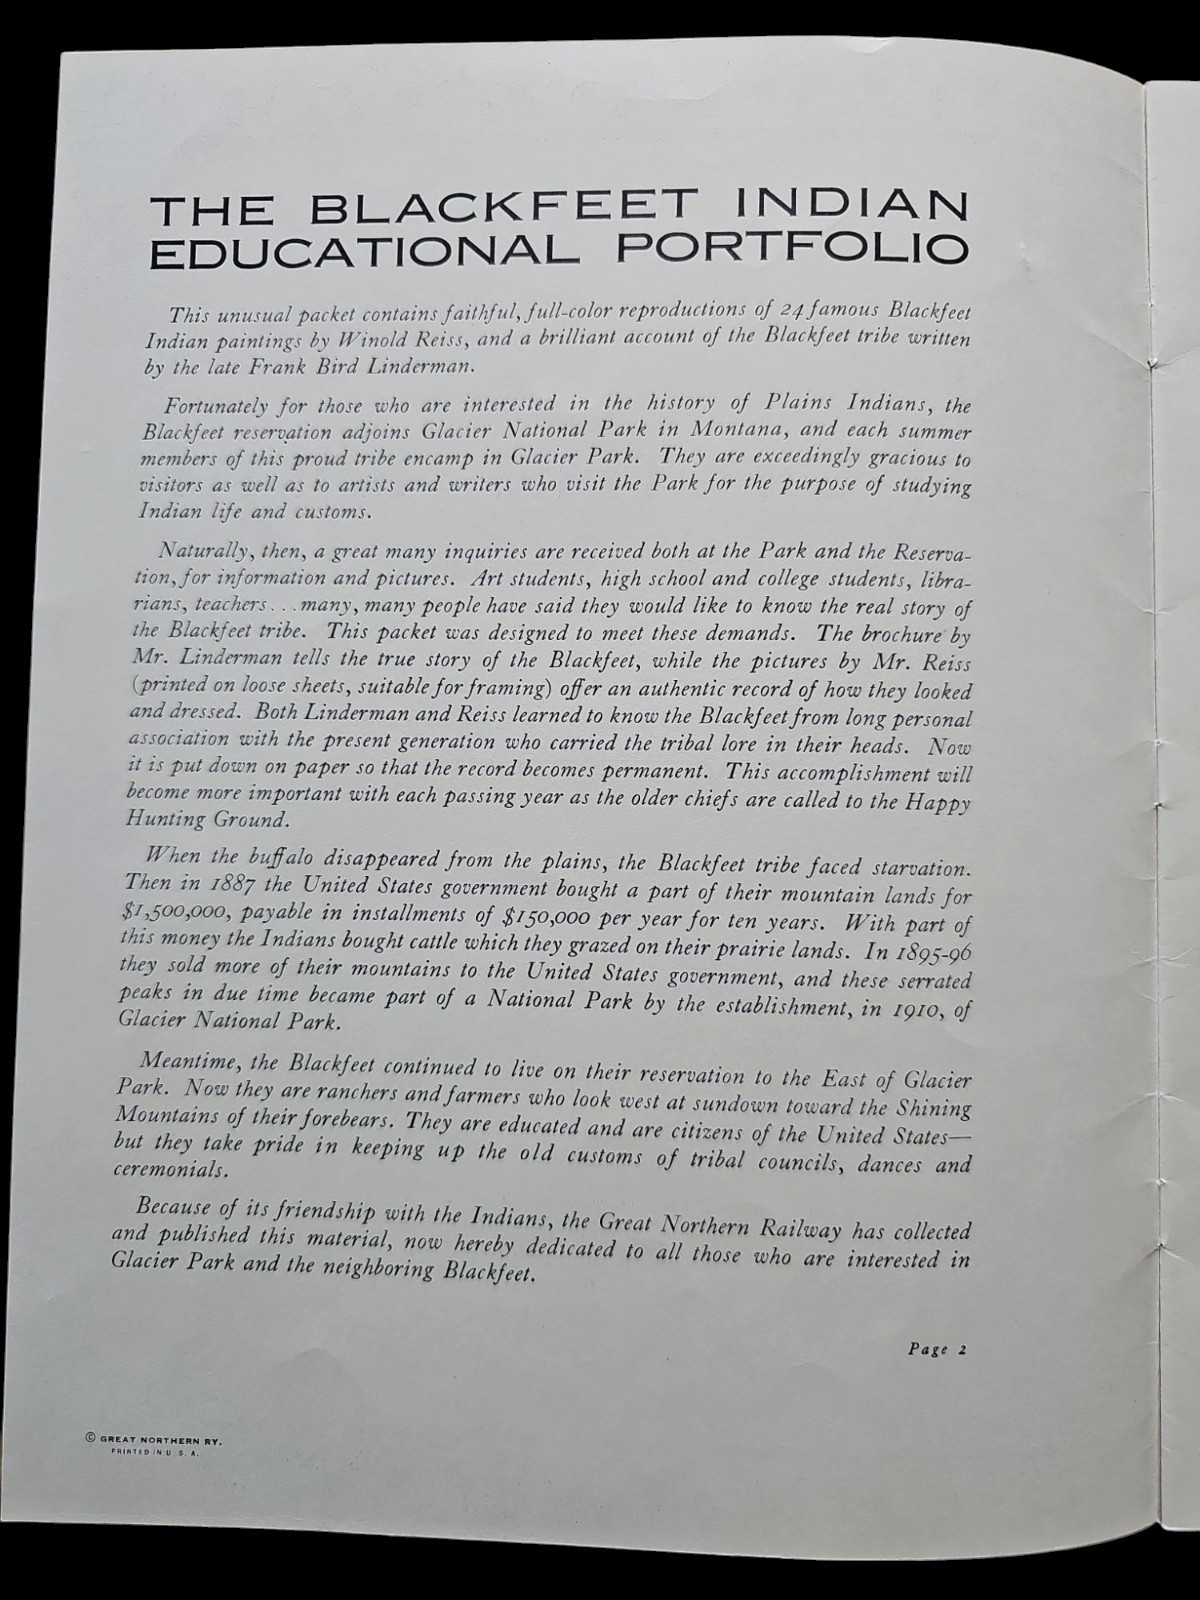 THE BLACKFEET INDIAN
EDUCATIONAL PORTFOLIO
This unusual packet contains faithful, full-color reproductions of 24 famous Blackfeet
Indian paintings by Winold Reiss, and a brilliant account of the Blackfeet tribe written
by the late Frank Bird Linderman.
Fortunately for those who are interested in the history of Plains Indians, the
Blackfeet reservation adjoins Glacier National Park in Montana, and each summer
members of this proud tribe encamp in Glacier Park. They are exceedingly gracious to
visitors as well as to artists and writers who visit the Park for the purpose of studying
Indian life and customs.
Naturally, then, a great many inquiries are received both at the Park and the Reserva-
tion, for information and pictures. Art students, high school and college students, libra-
rians, teachers . . . many, many people have said they would like to know the real story of
the Blackfeet tribe. This packet was designed to meet these demands. The brochure by
Mr. Linderman tells the true story of the Blackfeet, while the pictures by Mr. Reiss
(printed on loose sheets, suitable for framing) offer an authentic record of how they looked
and dressed. Both Linderman and Reiss learned to know the Blackfeet from long personal
association with the present generation who carried the tribal lore in their heads. Now
it is put down on paper so that the record becomes permanent. This accomplishment will
become more important with each passing year as the older chiefs are called to the Happy
Hunting Ground.
When the buffalo disappeared from the plains, the Blackfeet tribe faced starvation.
Then in 1887 the United States government bought a part of their mountain lands for
$1,500,000, payable in installments of $150,000 per year for ten years. With part of
this money the Indians bought cattle which they grazed on their prairie lands. In 1895-96
they sold more of their mountains to the United States government, and these serrated
peaks in due time became part of a National Park by the establishment, in 1910, of
Glacier National Park.
Meantime, the Blackfeet continued to live on their reservation to the East of Glacier
Park. Now they are ranchers and farmers who look west at sundown toward the Shining
Mountains of their forebears. They are educated and are citizens of the United States—
but they take pride in keeping up the old customs of tribal councils, dances and
ceremonials.
Because of its friendship with the Indians, the Great Northern Railway has collected
and published this material, now hereby dedicated to all those who are interested in
Glacier Park and the neighboring Blackfeet.
Page 2
© GREAT NORTHERN RY.
PRINTED IN U. S. A.